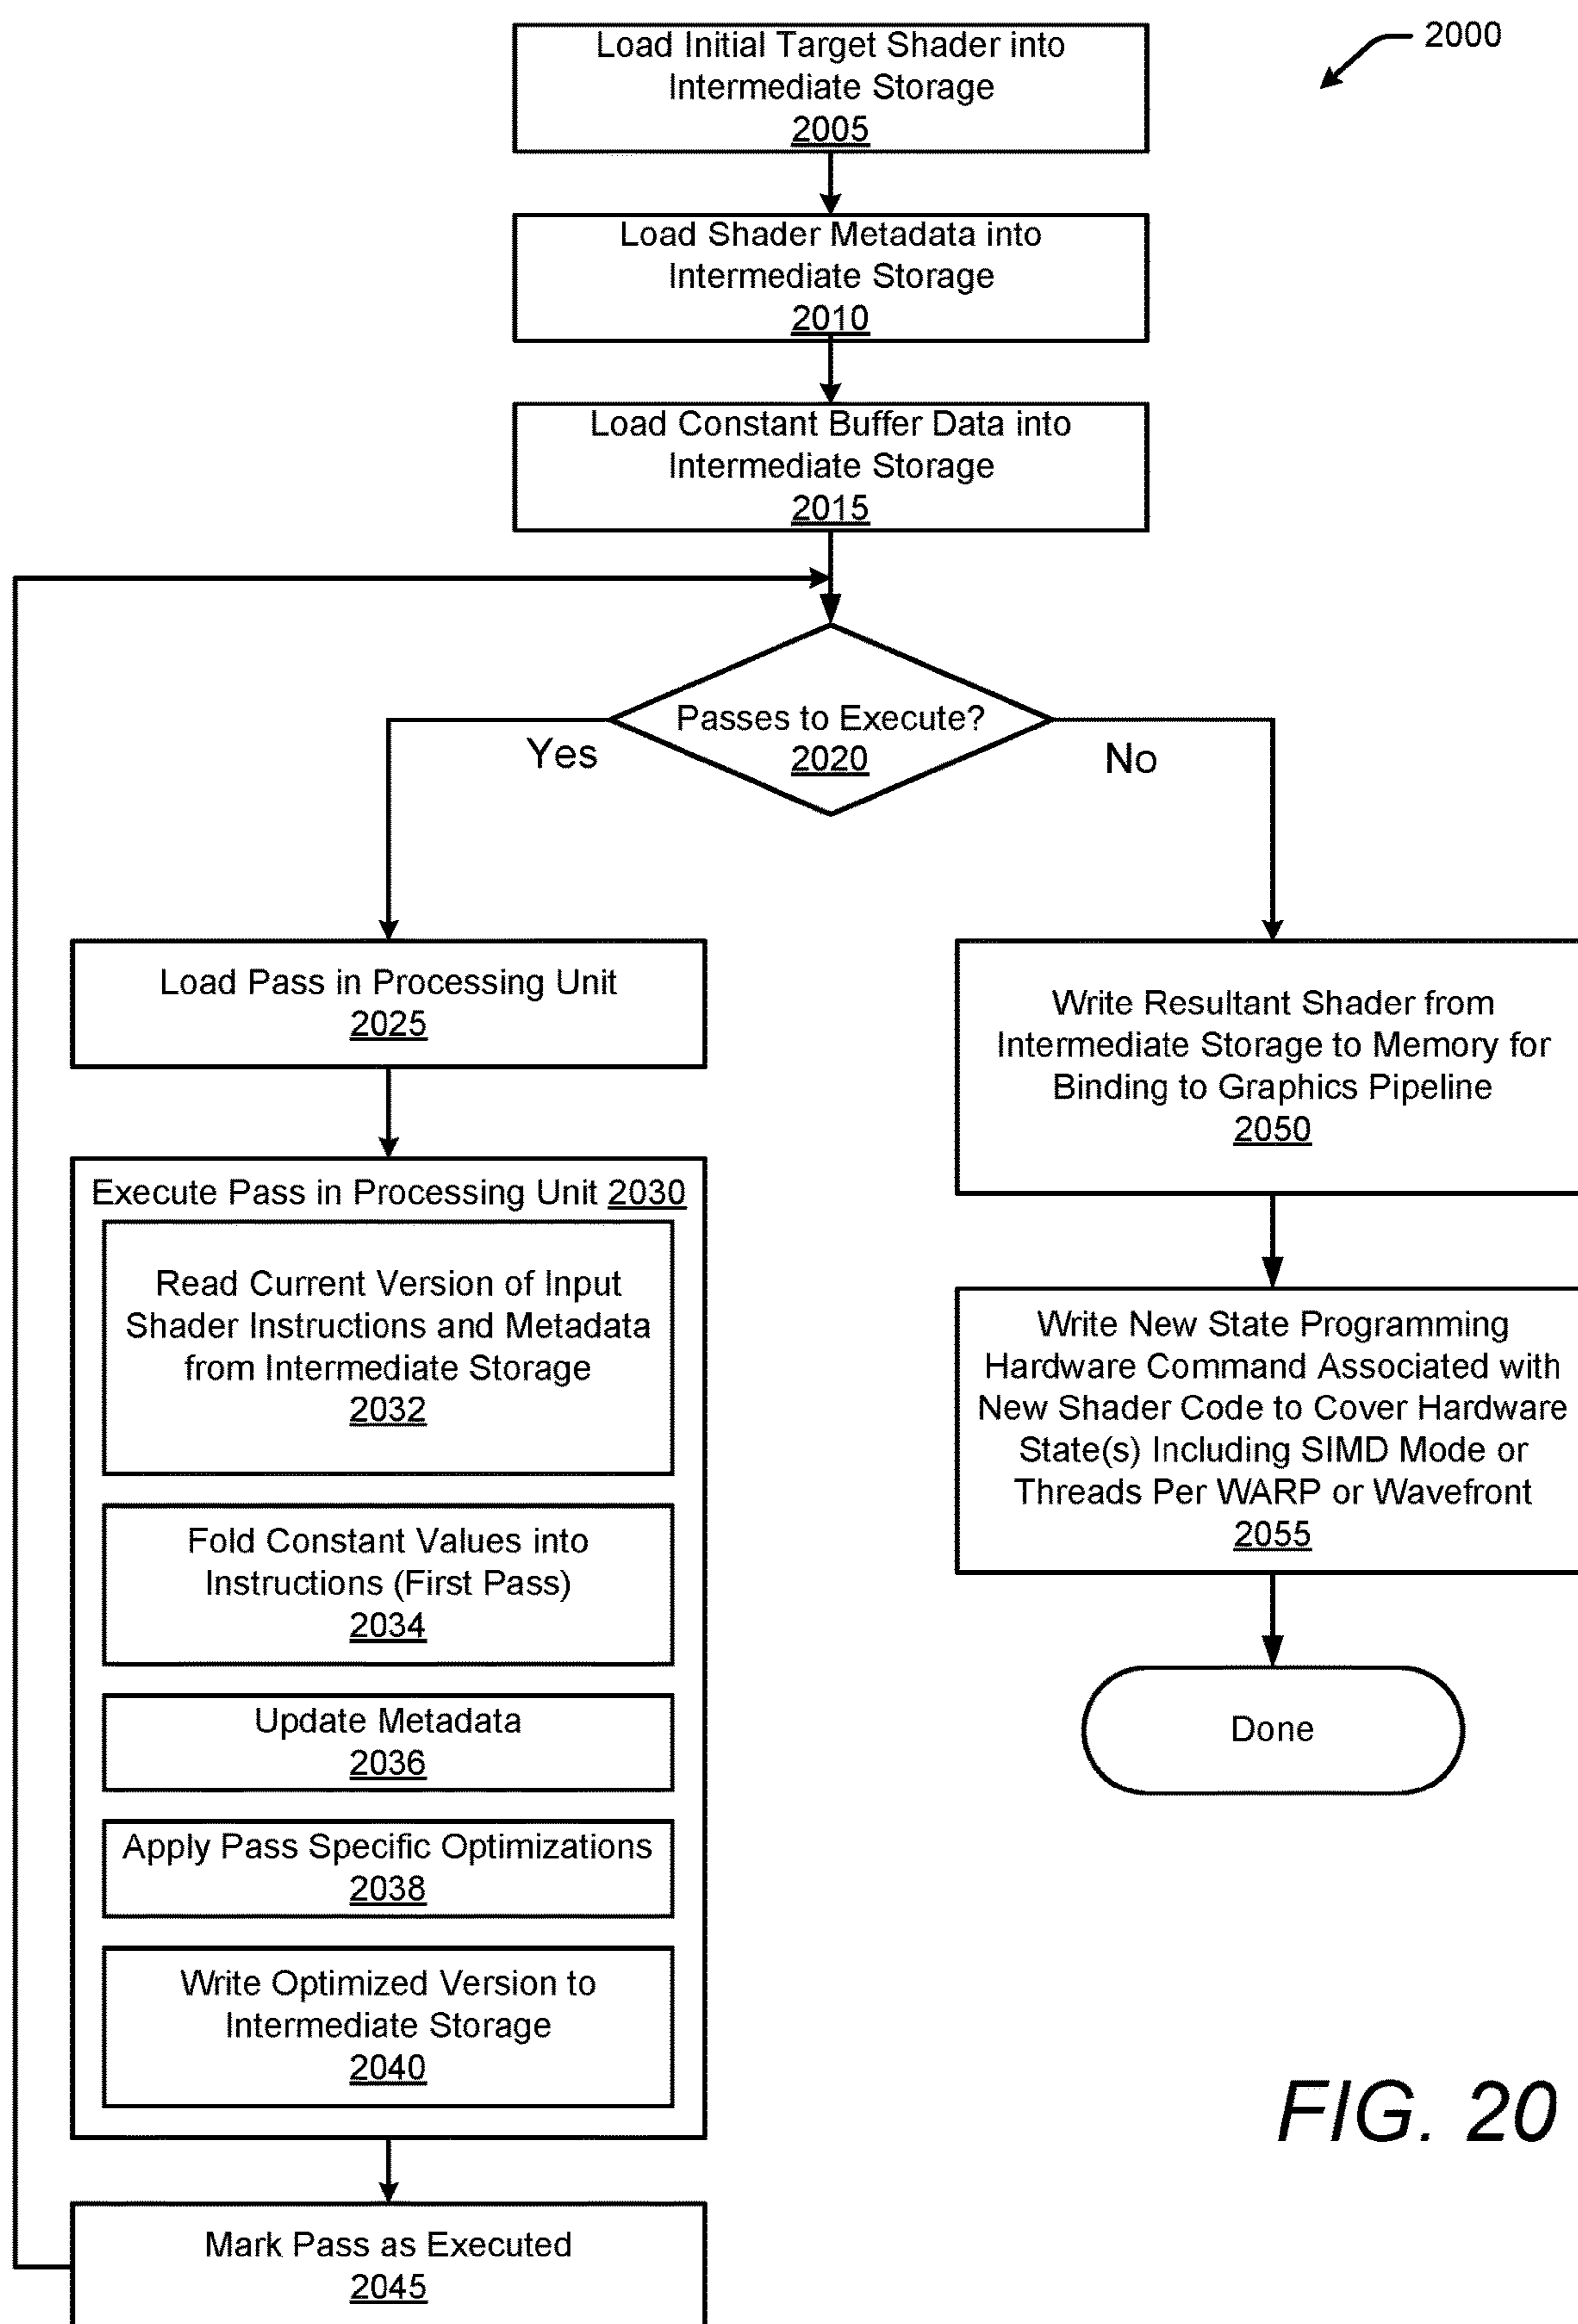 Load Initial Target Shader into
Intermediate Storage
2005
2000
Load Shader Metadata into
Intermediate Storage
2010
Load Constant Buffer Data into
Intermediate Storage
2015
Passes to Execute?
2020
Yes
No
Load Pass in Processing Unit
2025
Execute Pass in Processing Unit 2030
Read Current Version of Input
Shader Instructions and Metadata
from Intermediate Storage
2032
Fold Constant Values into
Instructions (First Pass)
2034
Update Metadata
2036
Apply Pass Specific Optimizations
2038
Write Optimized Version to
Intermediate Storage
2040
Mark Pass as Executed
2045
Write Resultant Shader from
Intermediate Storage to Memory for
Binding to Graphics Pipeline
2050
Write New State Programming
Hardware Command Associated with
New Shader Code to Cover Hardware
State(s) Including SIMD Mode or
Threads Per WARP or Wavefront
2055
Done
FIG. 20